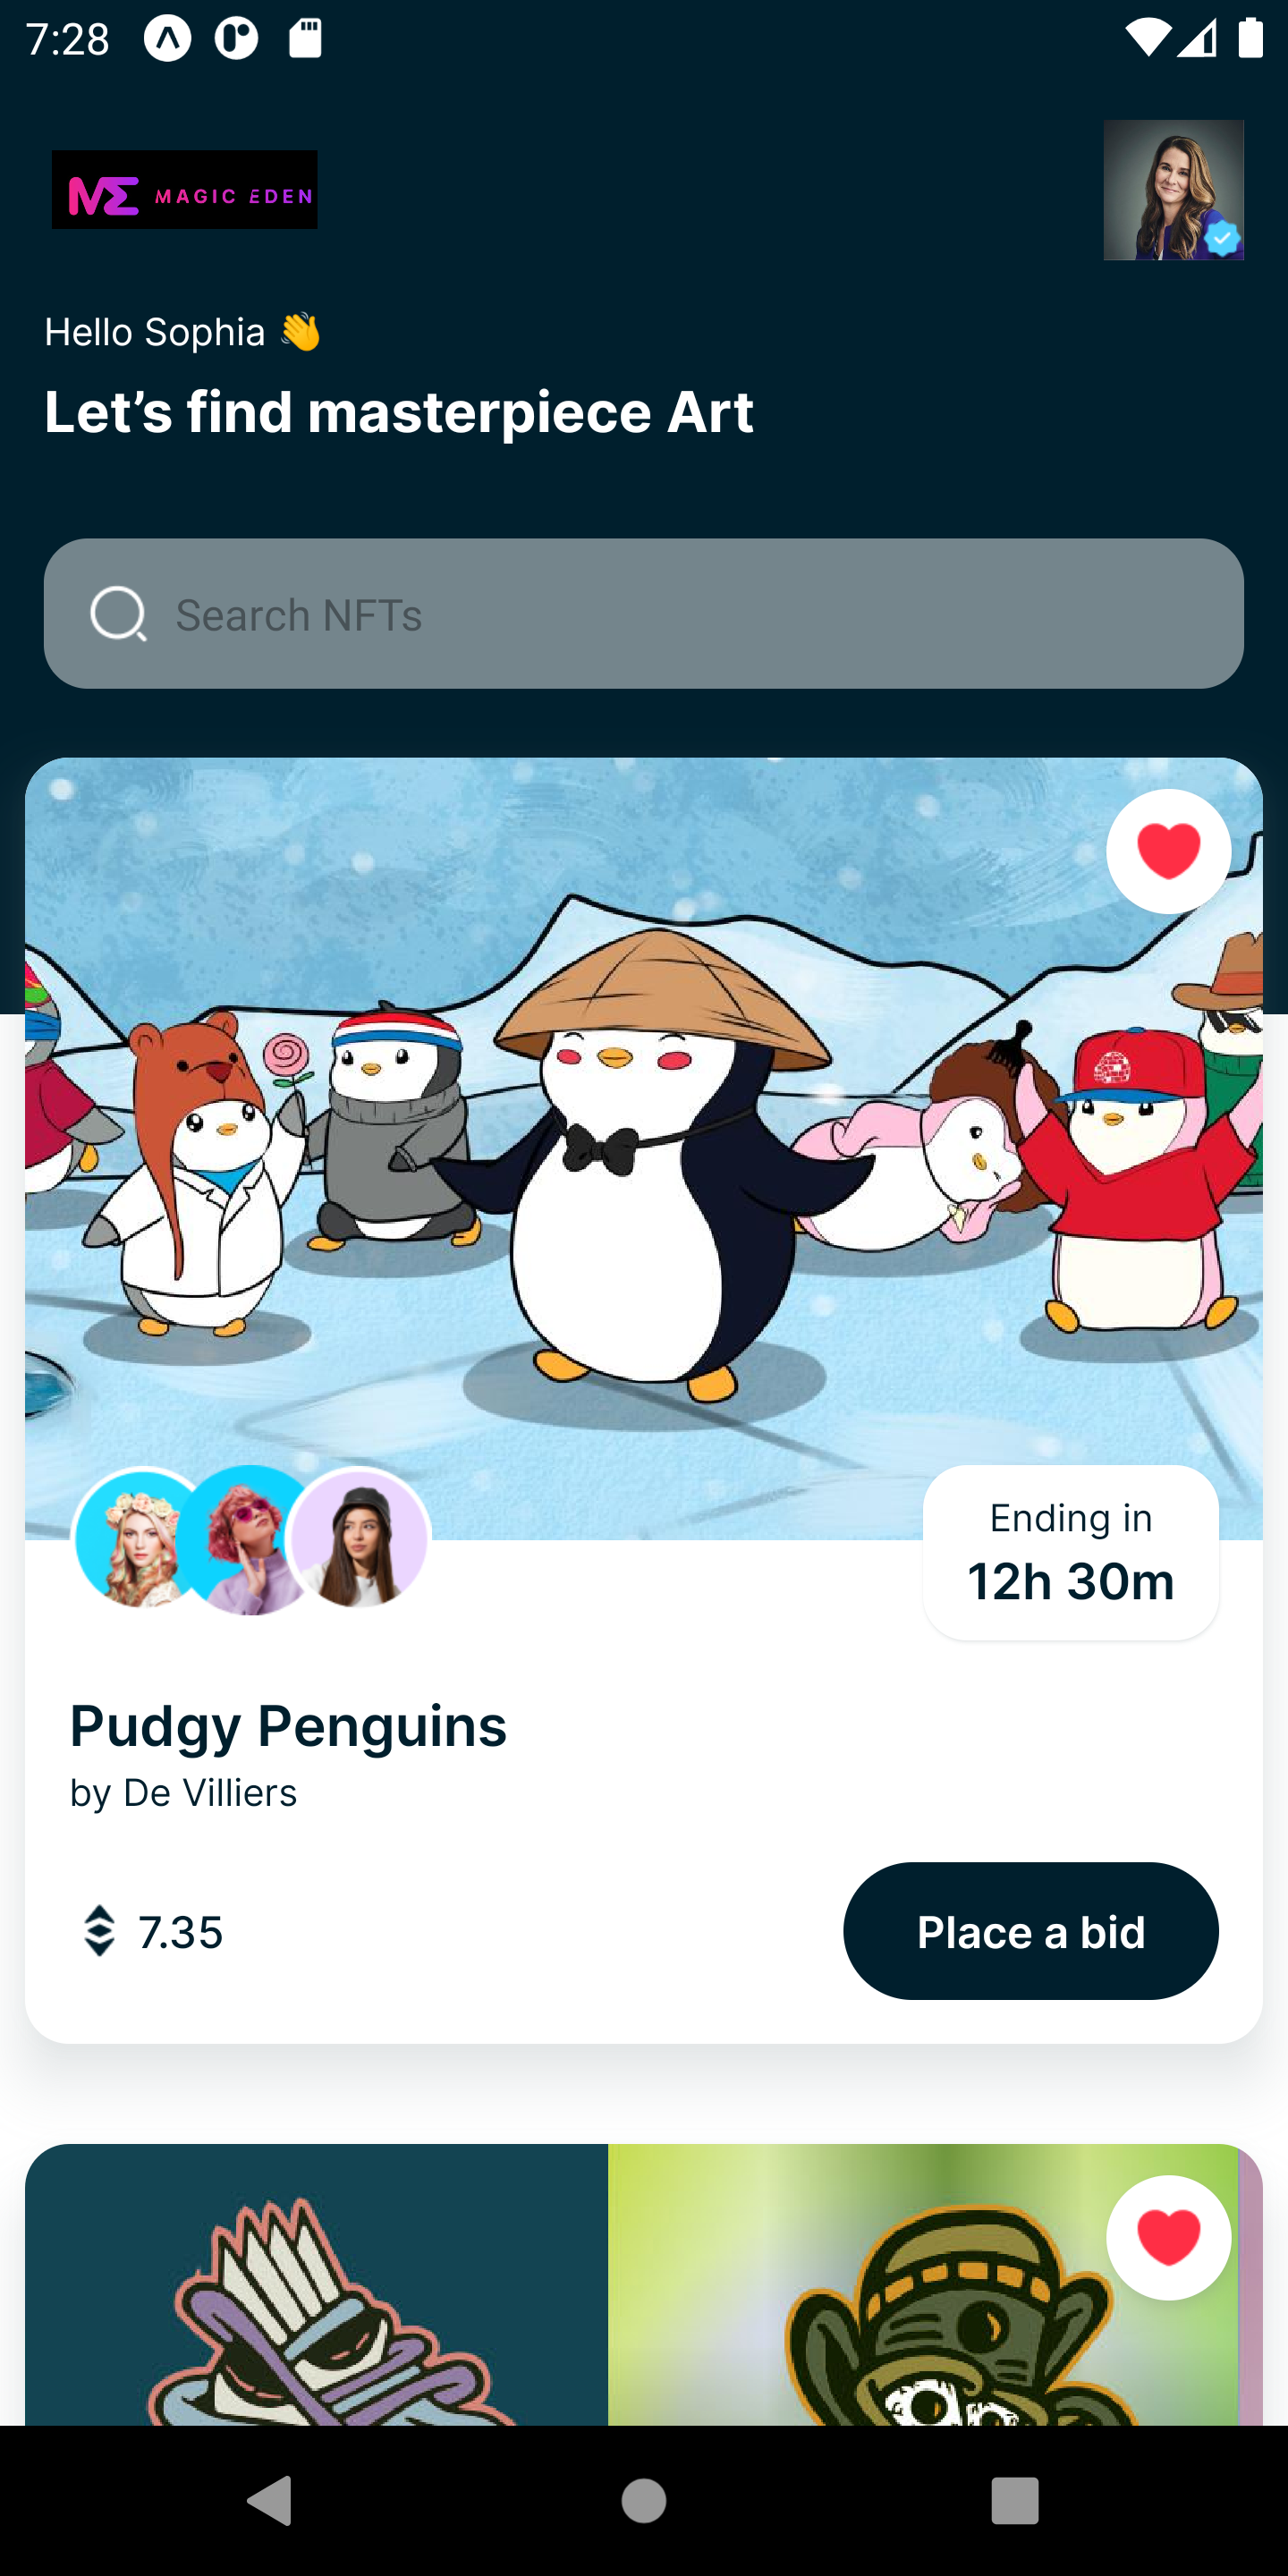 7:28
MAGIC EDEN
Hello Sophia 👋
Let’s find masterpiece Art
Search NFTs
Ending in
12h 30m
Pudgy Penguins
by De Villiers
7.35
Place a bid